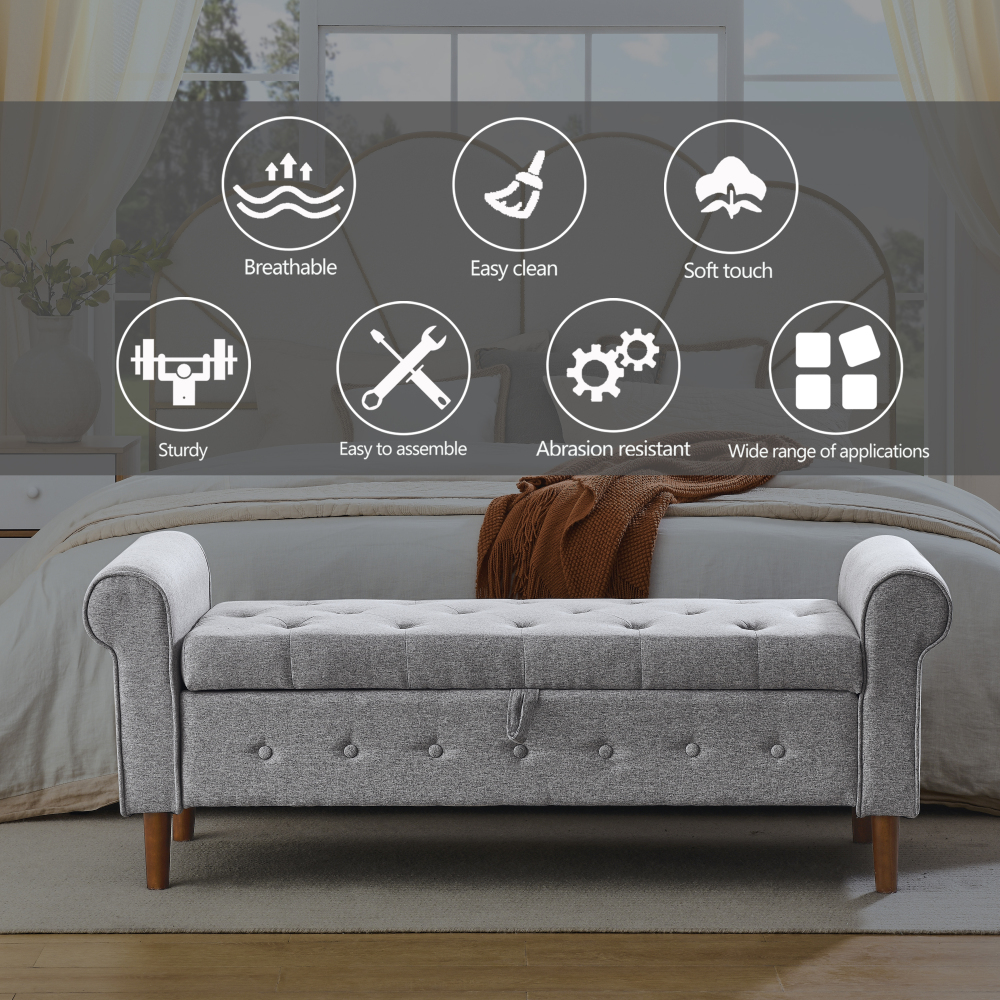 Breathable
Easy clean
Soft touch
Sturdy
Easy to assemble
Abrasion resistant
Wide range of applications